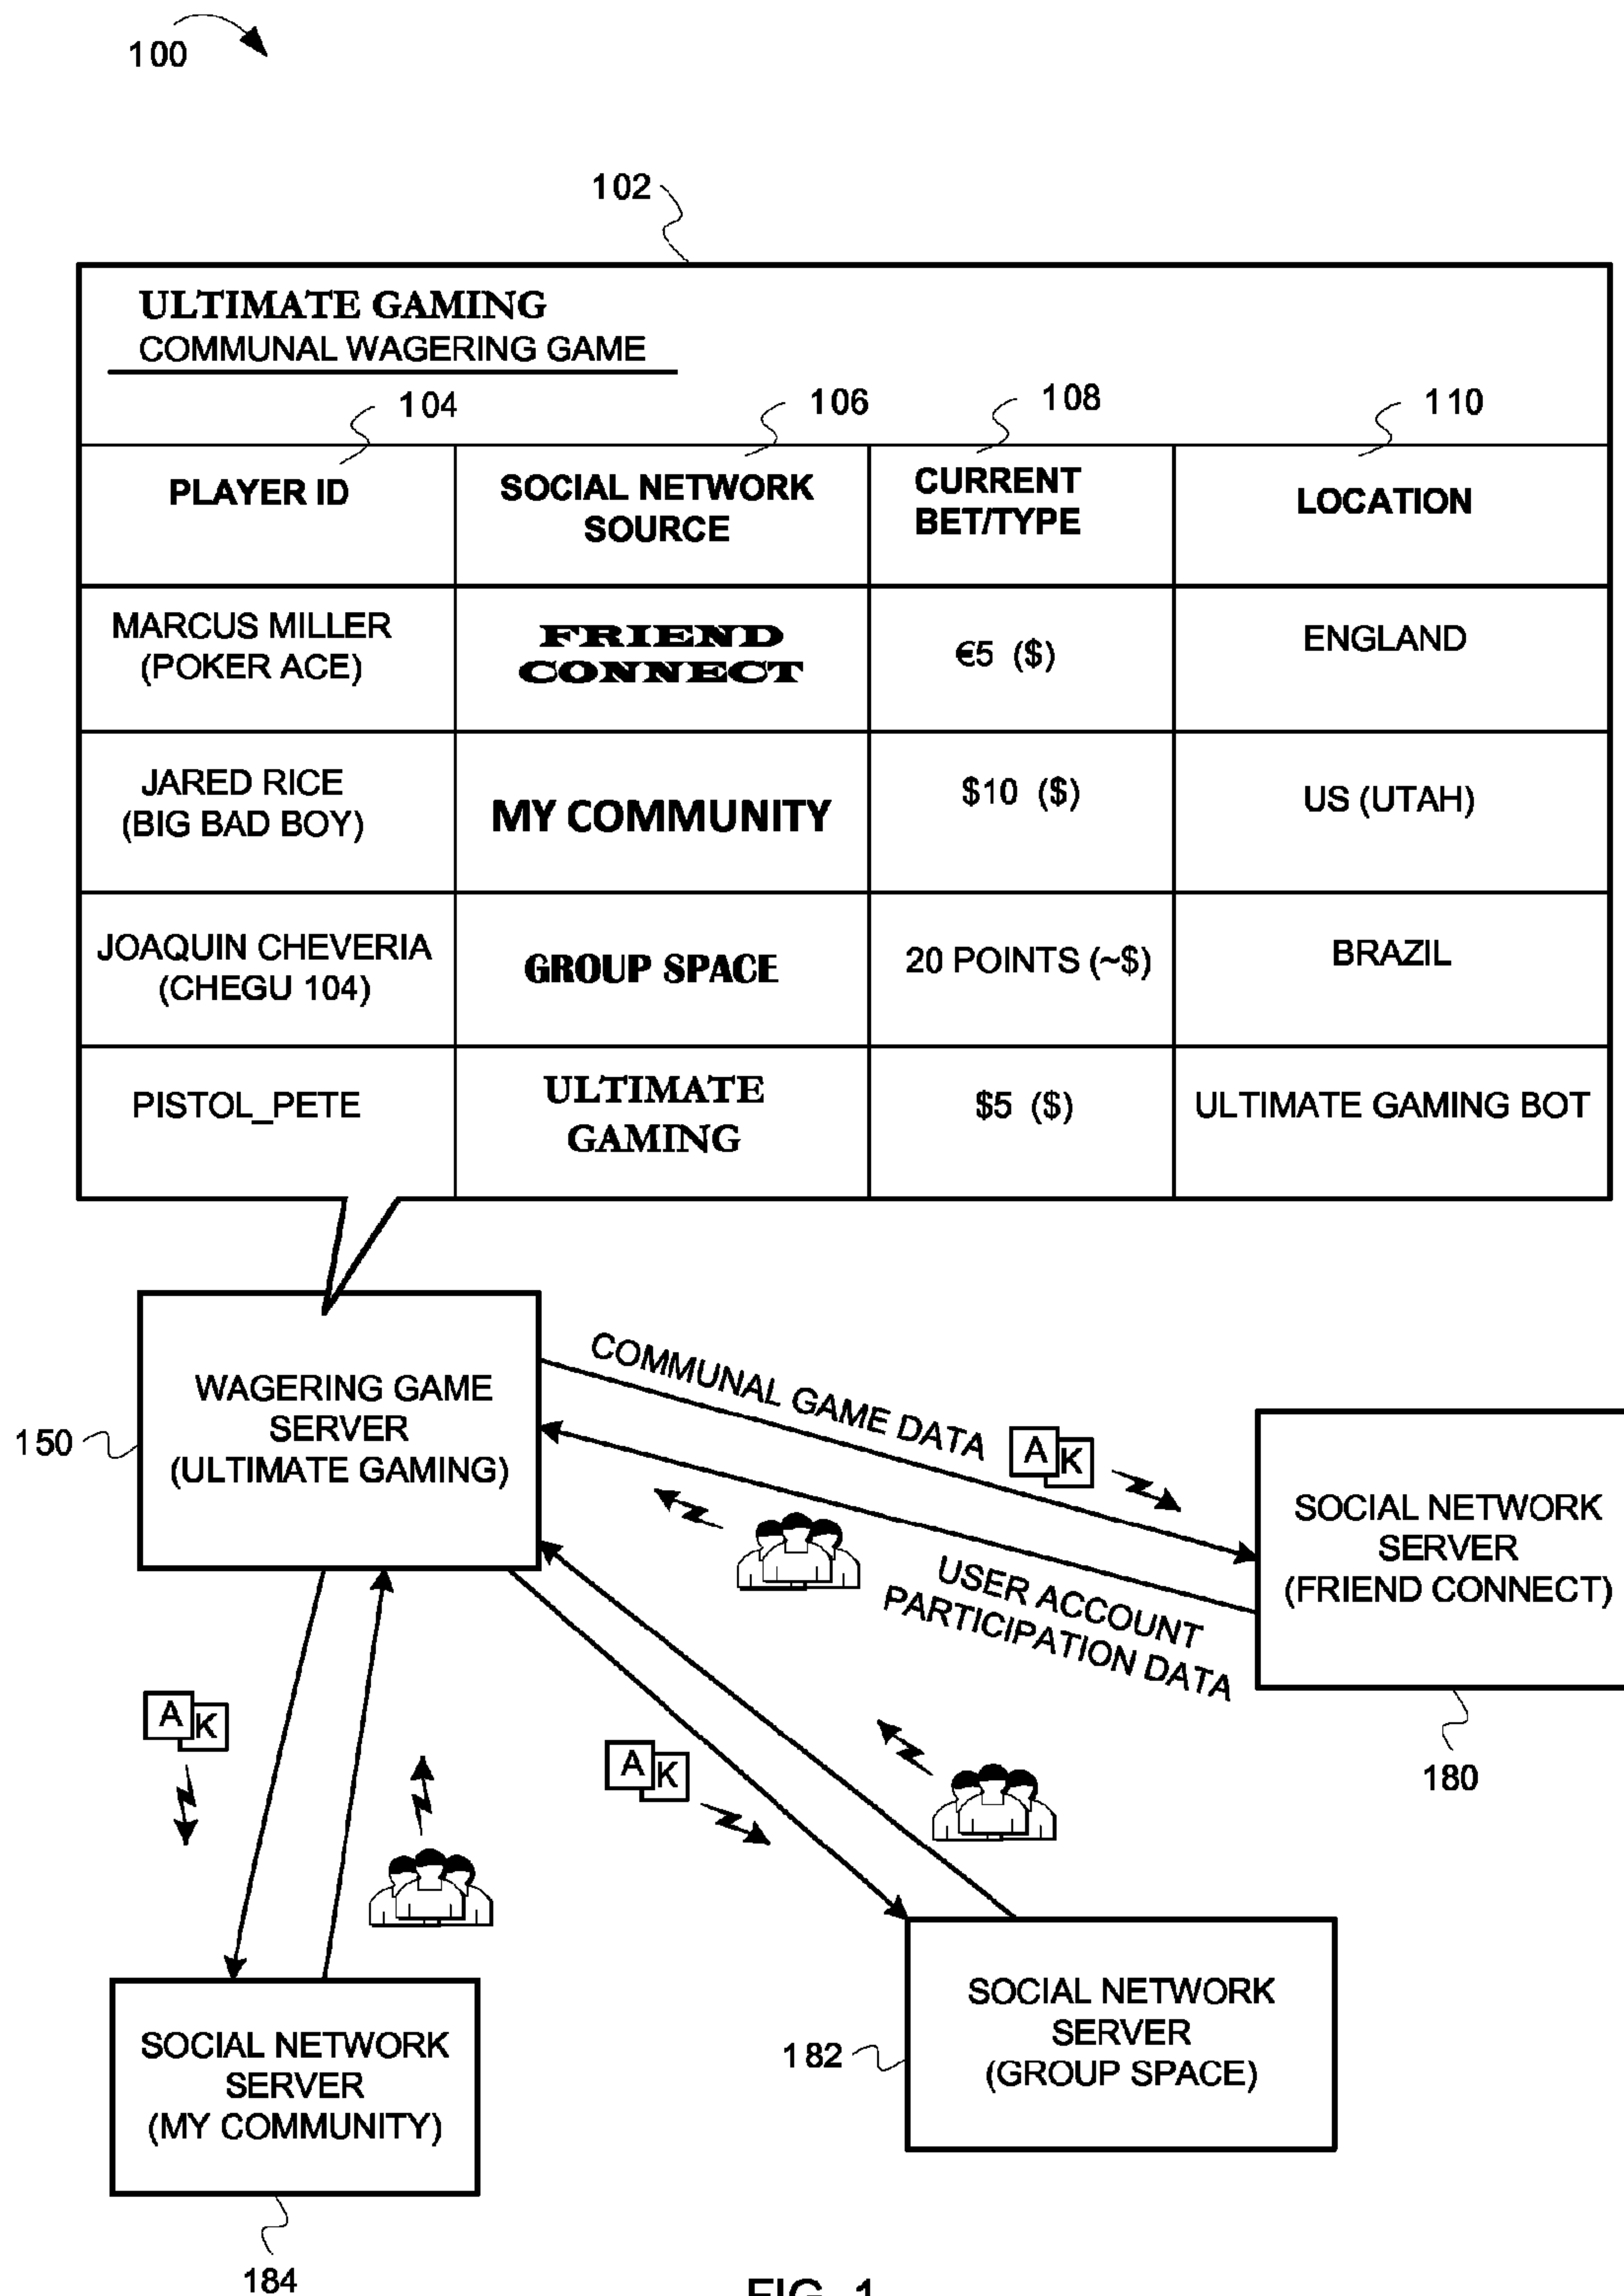 100
102
ULTIMATE GAMING
COMMUNAL WAGERING GAME
104
106
108
110
PLAYER ID
SOCIAL NETWORK
SOURCE
CURRENT
BET/TYPE
LOCATION
MARCUS MILLER
(POKER ACE)
FRIEND
CONNECT
€5 ($)
ENGLAND
JARED RICE
(BIG BAD BOY)
MY COMMUNITY
$10 ($)
US (UTAH)
JOAQUIN CHEVERIA
(CHEGU 104)
GROUP SPACE
20 POINTS (~$)
BRAZIL
PISTOL_PETE
ULTIMATE
GAMING
$5 ($)
ULTIMATE GAMING BOT
150
WAGERING GAME
SERVER
(ULTIMATE GAMING)
COMMUNAL GAME DATA
A
K
USER ACCOUNT
PARTICIPATION DATA
SOCIAL NETWORK
SERVER
(FRIEND CONNECT)
180
A
K
A
K
SOCIAL NETWORK
SERVER
(MY COMMUNITY)
184
182
SOCIAL NETWORK
SERVER
(GROUP SPACE)
FIG. 1